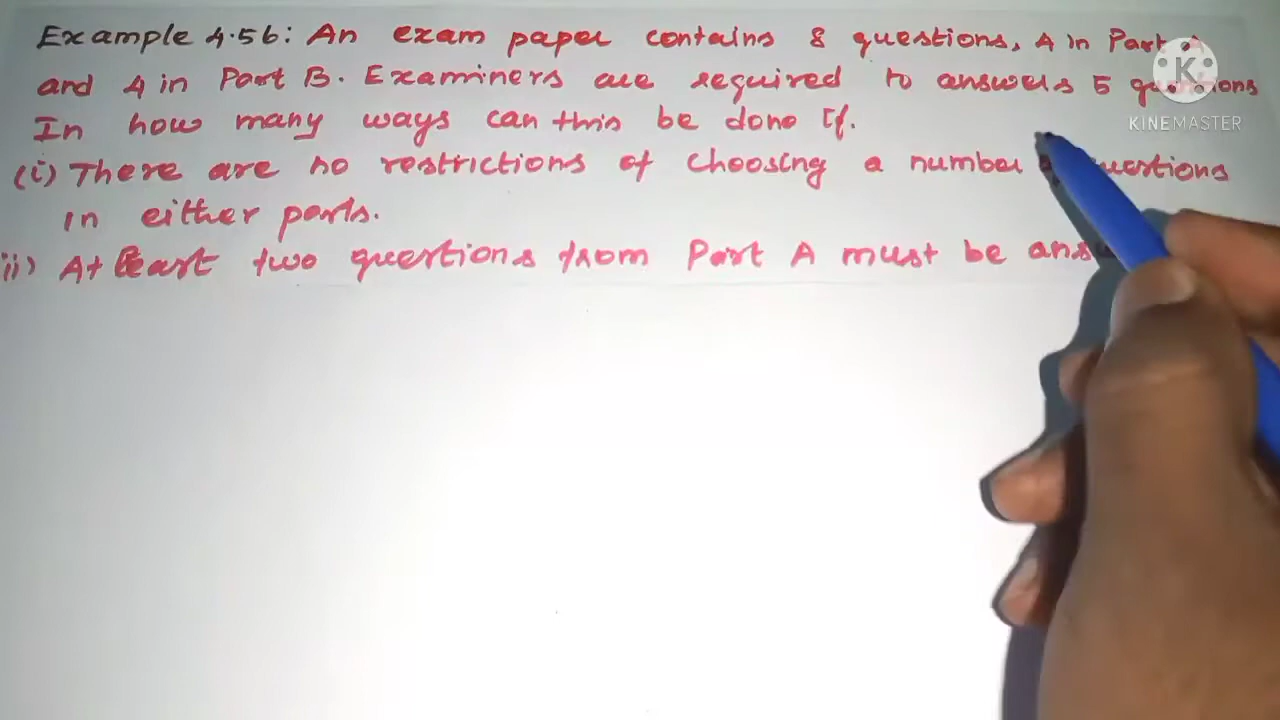 Example 4.56: An exam paper contains 8 questions, 4 in Part
and 4 in Part B. Examiners are required to answers 5 questions
In how many ways can this be done If.
(i) There are no restrictions of choosing a number questions
in either parts.
ii) At least two questions from Part A must be
KINEMASTER